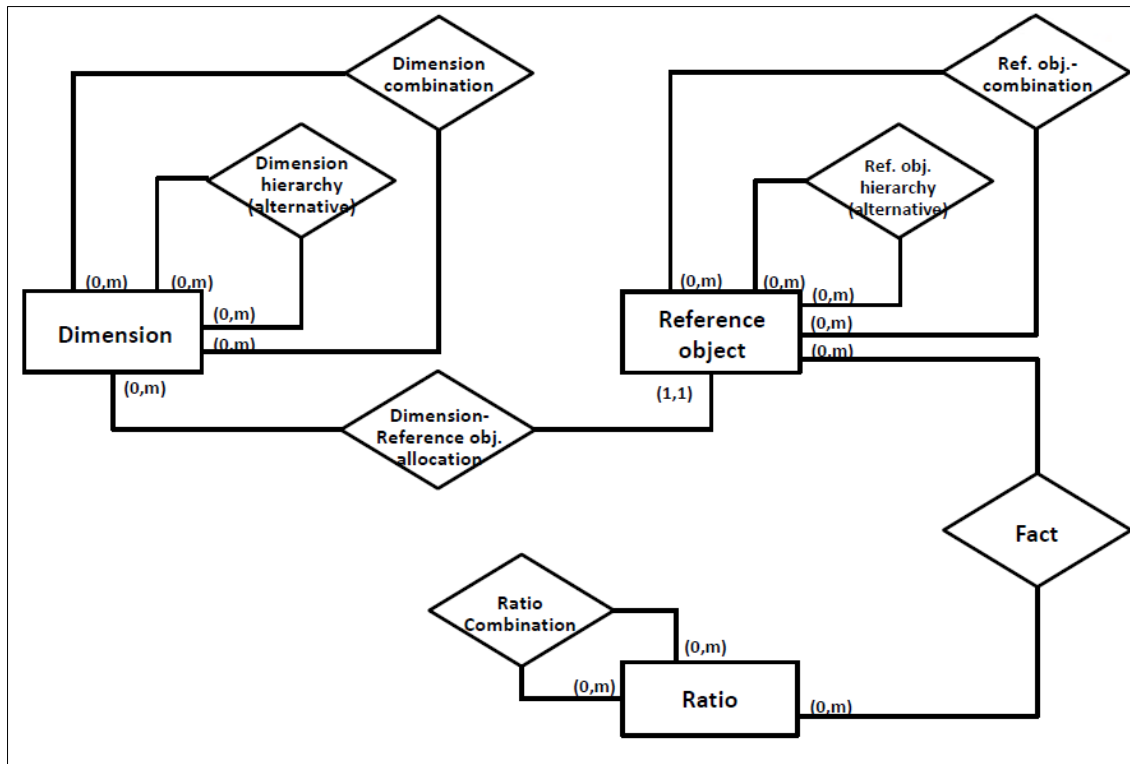 Dimension
combination
Ref. obj.-
combination
Dimension
hierarchy
(alternative)
Ref. obj.
hierarchy
(alternative)
(0,m)
(0,m)
(0,m)
(0,m)
(0,m)
(0,m)
(0,m)
(0,m)
Dimension
Reference
object
(0,m)
(0,m)
(1,1)
Dimension-
Reference obj.
allocation
Fact
Ratio
Combination
(0,m)
(0,m)
Ratio
(0,m)